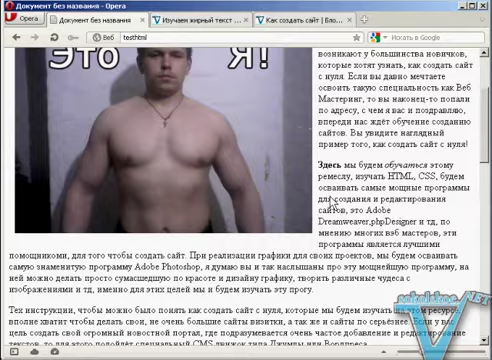 Документ без названия
Opera
Документ без названия
Изучаем жирный текст ...
Как создать сайт | Бло...
Веб
testhtml
Искать в Google
Это Я!
возникают у большинства новичков,
которые хотят узнать, как создать сайт
с нуля. Если вы давно мечтаете
освоить такую специальность как Веб
Мастеринг, то вы наконец-то попали
по адресу, с чем я вас и поздравляю,
впереди нас ждёт обучение созданию
сайтов. Вы увидите наглядный
пример того, как создать сайт с нуля!
Здесь мы будем обучаться этому
ремеслу, изучать HTML, CSS, будем
осваивать самые мощные программы
для создания и редактирования
сайтов, это Adobe
Dreamweaver,phpDesigner и тд, по
мнению многих вэб мастеров, эти
программы является лучшими
помощниками, для того чтобы создать сайт. При реализации графики для своих проектов, мы будем осваивать
самую знаменитую программу Adobe Photoshop, я думаю вы и так наслышаны про эту мощнейшую программу, на
ней можно делать просто сумасшедшую по красоте и дизайну графику, творить различные чудеса с
изображениями и тд, именно для этих целей мы и будем изучать эту прогу.
Тех инструкции, чтобы можно было понять как создать сайт с нуля, которые мы будем изучать на этом ресурсе,
вполне хватит чтобы делать свои, не очень большие сайты визитки, а так же и сайты по серьёзнее. Если у вас
цель создать свой огромный новостной портал, где подразумевается очень частое добавление и редактирование